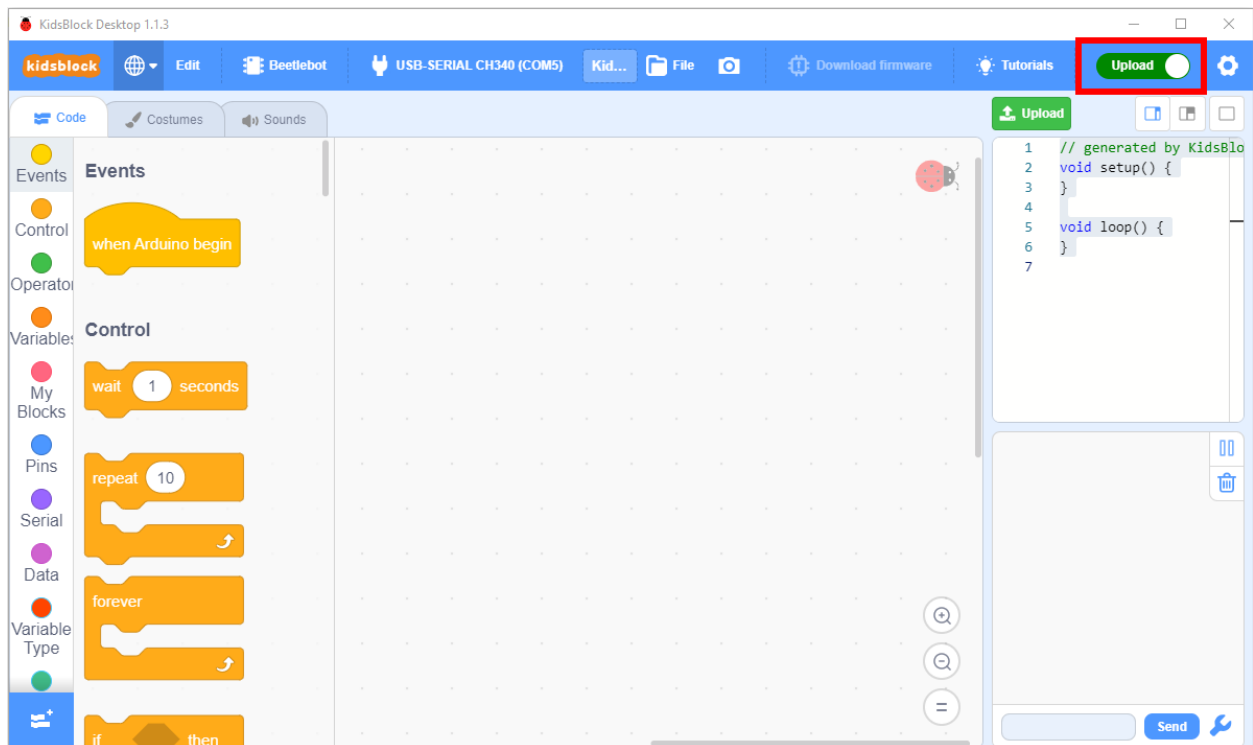 KidsBlock Desktop 1.1.3
kidsblock Edit Beetlebot USB-SERIAL CH340 (COM5) Kid... File Download firmware Tutorials Upload
Code Costumes Sounds
Upload
Events
Control
Operator
Variables
My
Blocks
Pins
Serial
Data
Variable
Type
Events
when Arduino begin
Control
wait 1 seconds
repeat 10
forever
if then
1 // generated by KidsBlo
2 void setup() {
3 }
4
5 void loop() {
6 }
7
Send